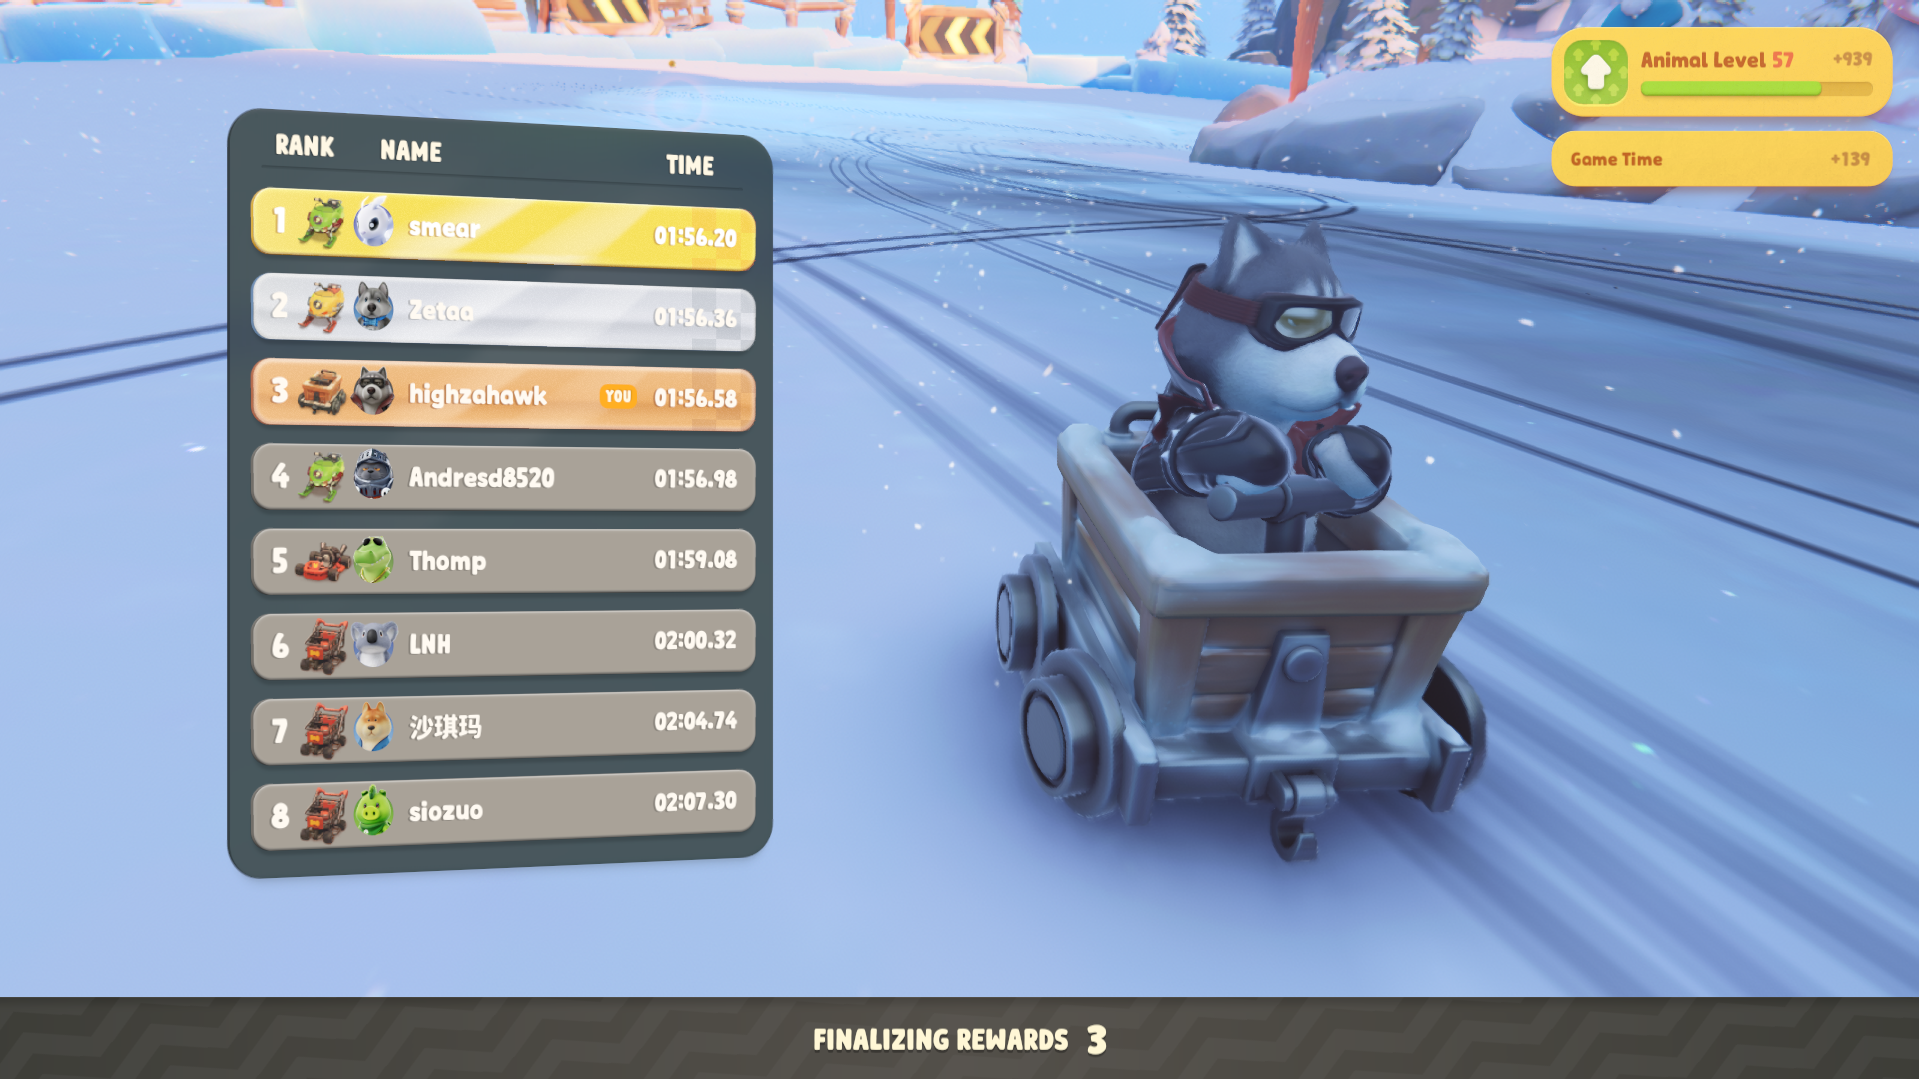 RANK NAME TIME
1 smear 01:56.20
2 Zetaa 01:56.36
3 highzahawk YOU 01:56.58
4 Andresd8520 01:56.98
5 Thomp 01:59.08
6 LNH 02:00.32
7 沙琪玛 02:04.74
8 siozuo 02:07.30
Animal Level 57 +939
Game Time +139
FINALIZING REWARDS 3